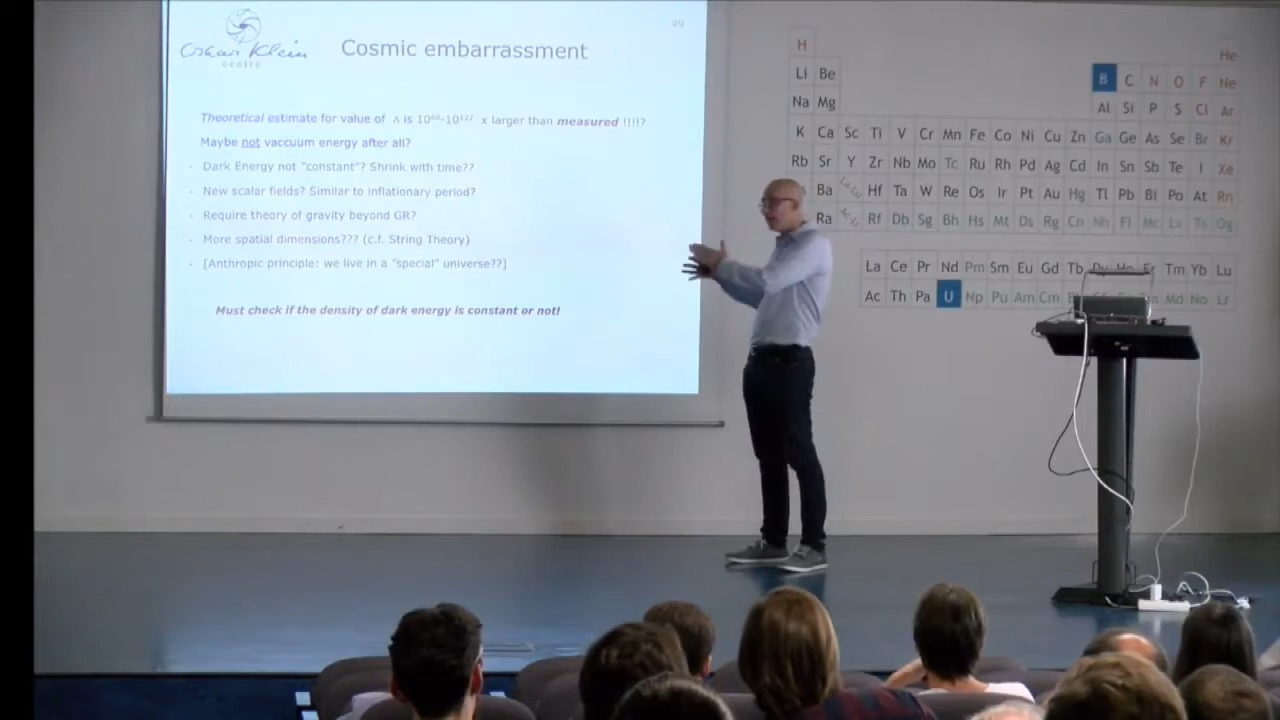 Oskar Klein
centre
Cosmic embarrassment
29
Theoretical estimate for value of Λ is 10⁶⁰-10¹²² x larger than measured !!!!?
Maybe not vaccuum energy after all?
- Dark Energy not "constant"? Shrink with time??
- New scalar fields? Similar to inflationary period?
- Require theory of gravity beyond GR?
- More spatial dimensions??? (c.f. String Theory)
- [Anthropic principle: we live in a "special" universe??]
Must check if the density of dark energy is constant or not!
H He
Li Be B C N O F Ne
Na Mg Al Si P S Cl Ar
K Ca Sc Ti V Cr Mn Fe Co Ni Cu Zn Ga Ge As Se Br Kr
Rb Sr Y Zr Nb Mo Tc Ru Rh Pd Ag Cd In Sn Sb Te I Xe
Ba La-Lu Hf Ta W Re Os Ir Pt Au Hg Tl Pb Bi Po At Rn
Ra Ac-Lr Rf Db Sg Bh Hs Mt Ds Rg Cn Nh Fl Mc Lv Ts Og
La Ce Pr Nd Pm Sm Eu Gd Tb Dy Ho Er Tm Yb Lu
Ac Th Pa U Np Pu Am Cm Md No Lr